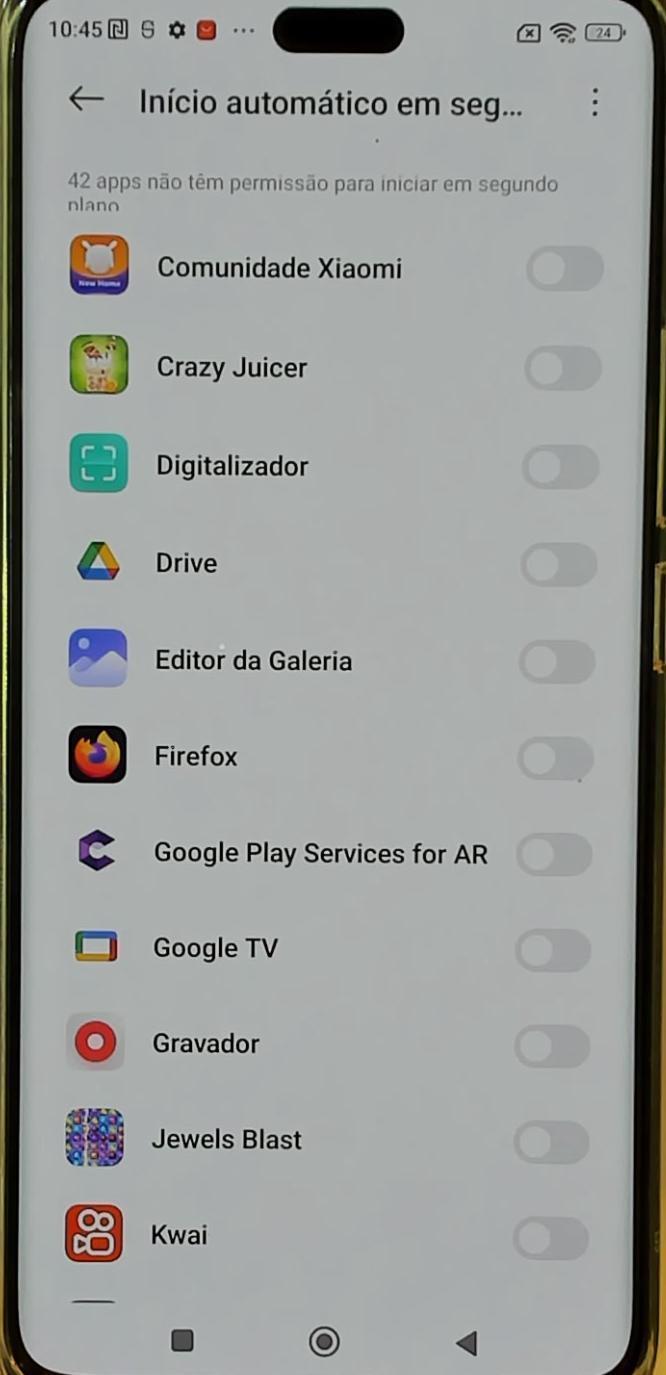 10:45
24
Início automático em seg...
42 apps não têm permissão para iniciar em segundo
plano
Comunidade Xiaomi
New Home
Crazy Juicer
Digitalizador
Drive
Editor da Galeria
Firefox
Google Play Services for AR
Google TV
Gravador
Jewels Blast
Kwai